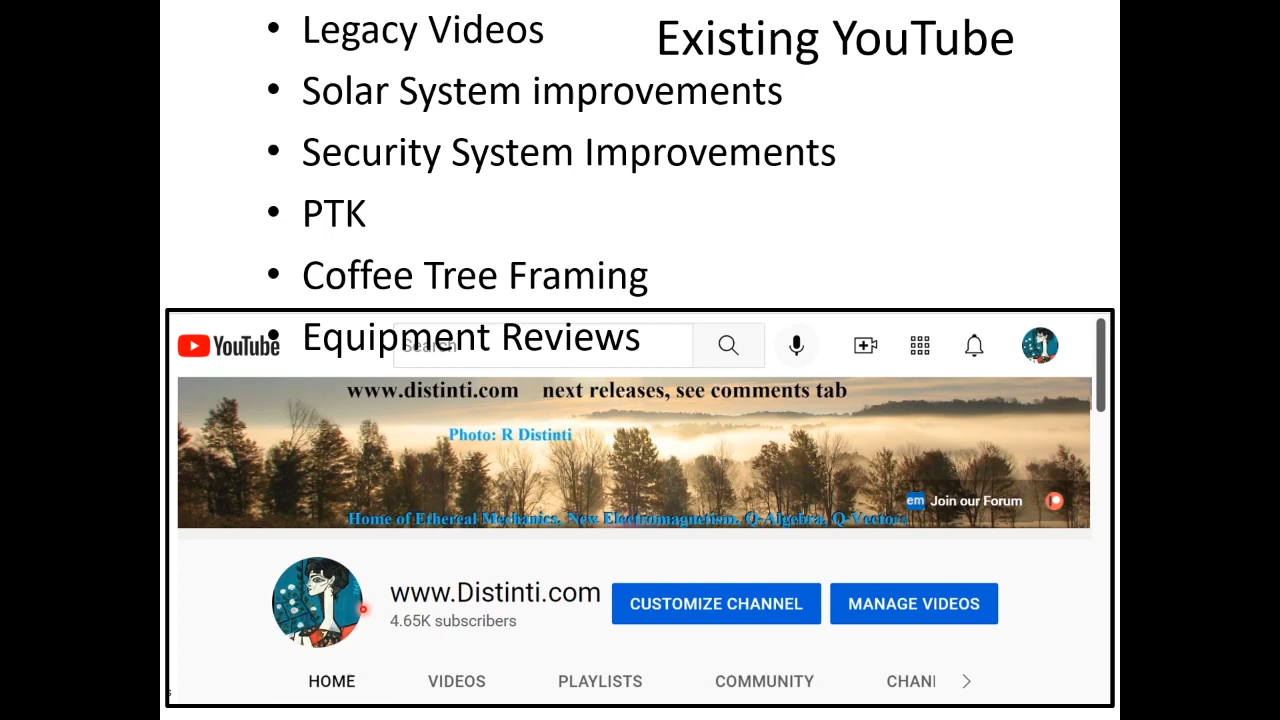 Existing YouTube
• Legacy Videos
• Solar System improvements
• Security System Improvements
• PTK
• Coffee Tree Framing
• Equipment Reviews
YouTube
Search
www.distinti.com next releases, see comments tab
Photo: R Distinti
em Join our Forum
Home of Ethereal Mechanics, New Electromagnetism, Q-Algebra, Q-Vectors
www.Distinti.com
4.65K subscribers
CUSTOMIZE CHANNEL
MANAGE VIDEOS
HOME VIDEOS PLAYLISTS COMMUNITY CHANI